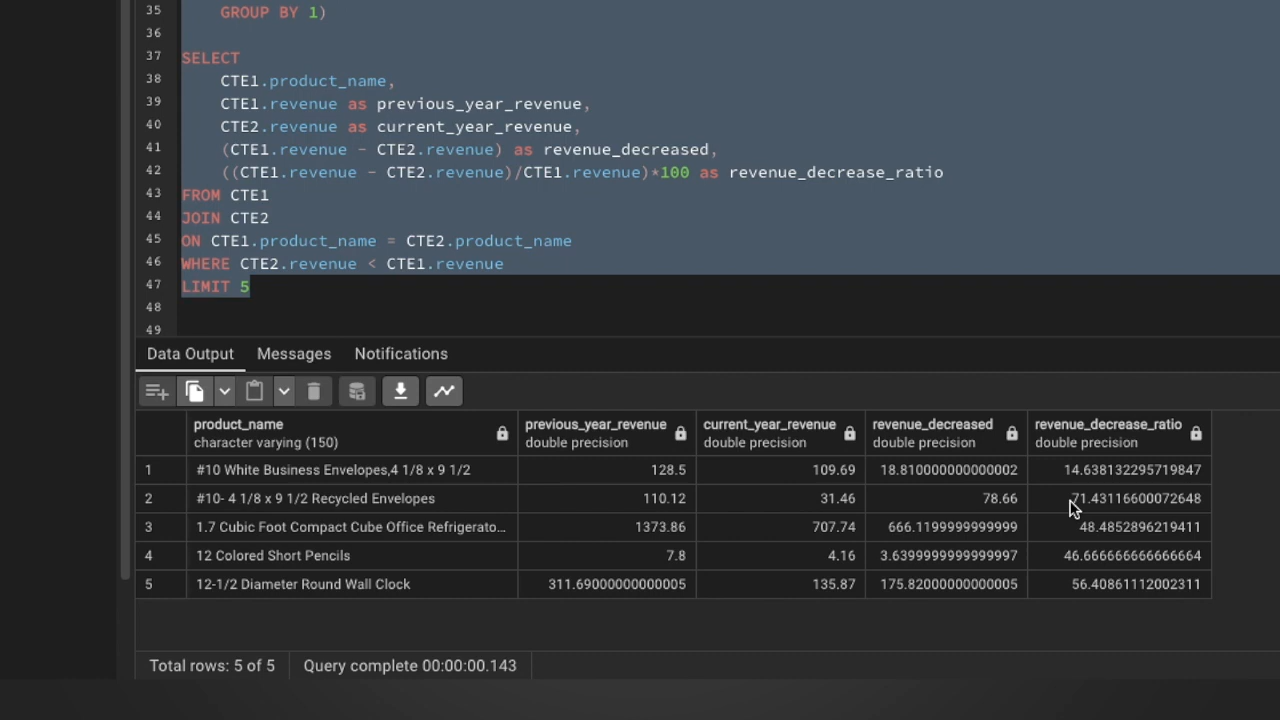 35 GROUP BY 1)
36
37 SELECT
38 CTE1.product_name,
39 CTE1.revenue as previous_year_revenue,
40 CTE2.revenue as current_year_revenue,
41 (CTE1.revenue - CTE2.revenue) as revenue_decreased,
42 ((CTE1.revenue - CTE2.revenue)/CTE1.revenue)*100 as revenue_decrease_ratio
43 FROM CTE1
44 JOIN CTE2
45 ON CTE1.product_name = CTE2.product_name
46 WHERE CTE2.revenue < CTE1.revenue
47 LIMIT 5
48
49
Data Output Messages Notifications
product_name previous_year_revenue current_year_revenue revenue_decreased revenue_decrease_ratio
character varying (150) double precision double precision double precision double precision
1 #10 White Business Envelopes,4 1/8 x 9 1/2 128.5 109.69 18.810000000000002 14.638132295719847
2 #10- 4 1/8 x 9 1/2 Recycled Envelopes 110.12 31.46 78.66 71.43116600072648
3 1.7 Cubic Foot Compact Cube Office Refrigerato... 1373.86 707.74 666.1199999999999 48.4852896219411
4 12 Colored Short Pencils 7.8 4.16 3.6399999999999997 46.666666666666664
5 12-1/2 Diameter Round Wall Clock 311.69000000000005 135.87 175.82000000000005 56.40861112002311
Total rows: 5 of 5 Query complete 00:00:00.143